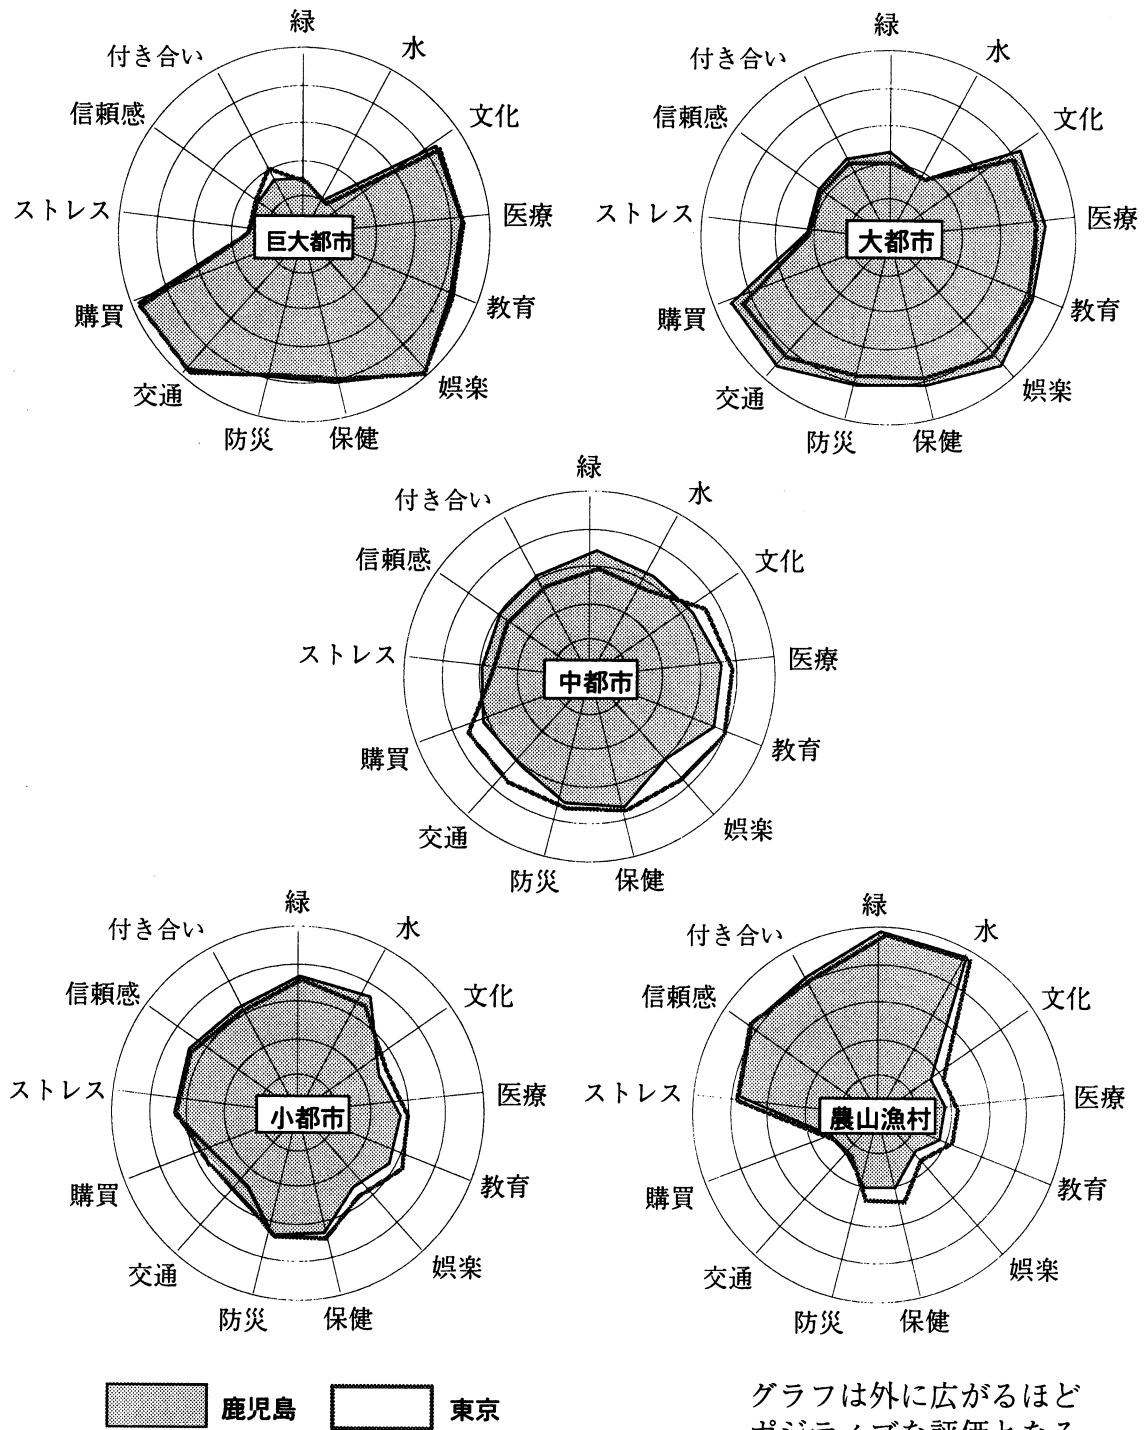 緑
水
文化
医療
教育
娯楽
保健
防災
交通
購買
ストレス
信頼感
付き合い
巨大都市
緑
水
文化
医療
教育
娯楽
保健
防災
交通
購買
ストレス
信頼感
付き合い
大都市
緑
水
文化
医療
教育
娯楽
保健
防災
交通
購買
ストレス
信頼感
付き合い
中都市
緑
水
文化
医療
教育
娯楽
保健
防災
交通
購買
ストレス
信頼感
付き合い
小都市
緑
水
文化
医療
教育
娯楽
保健
防災
交通
購買
ストレス
信頼感
付き合い
農山漁村
鹿児島
東京
グラフは外に広がるほど